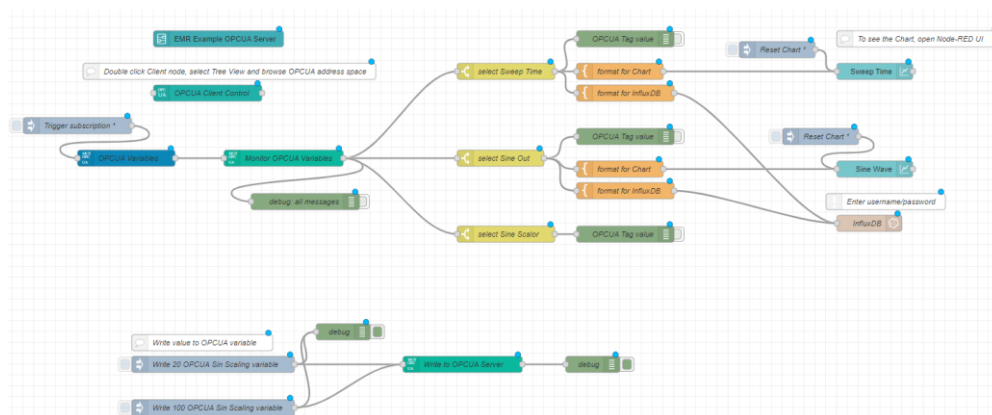 EMR Example OPCUA Server
OPCUA Tag value
Reset Chart *
To see the Chart, open Node-RED UI
Double click Client node, select Tree View and browse OPCUA address space
select Sweep Time
format for Chart
Sweep Time
OPCUA Client Control
format for InfluxDB
Trigger subscription *
OPCUA Tag value
Reset Chart *
OPCUA Variables
Monitor OPCUA Variables
select Sine Out
format for Chart
Sine Wave
format for InfluxDB
debug: all messages
Enter username/password
InfluxDB
select Sine Scalor
OPCUA Tag value
debug
Write value to OPCUA variable
Write 20 OPCUA Sin Scaling variable
Write to OPCUA Server
debug
Write 100 OPCUA Sin Scaling variable